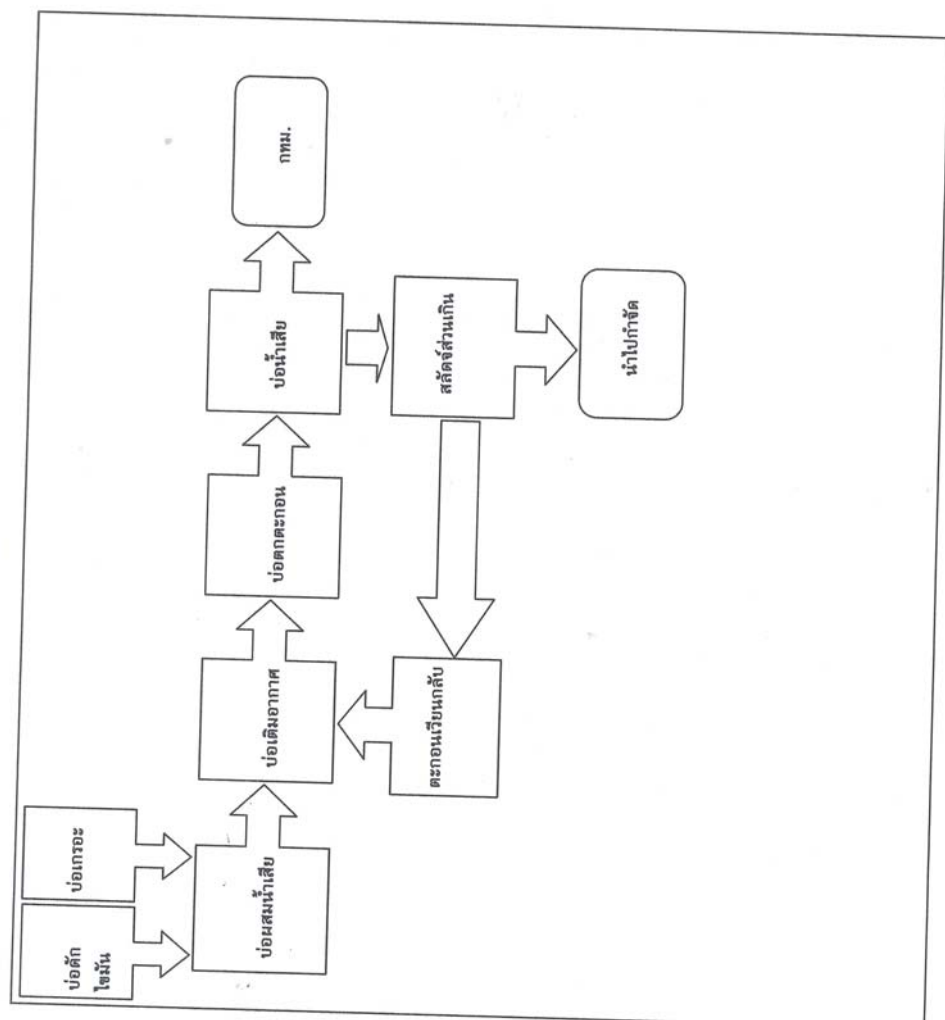 บ่อดัก
ไขมัน
บ่อเกรอะ
บ่อผสมน้ำเสีย
บ่อเติมอากาศ
บ่อตกตะกอน
บ่อน้ำเสีย
กทม.
ตะกอนเวียนกลับ
สลัดจ์ส่วนเกิน
นำไปกำจัด